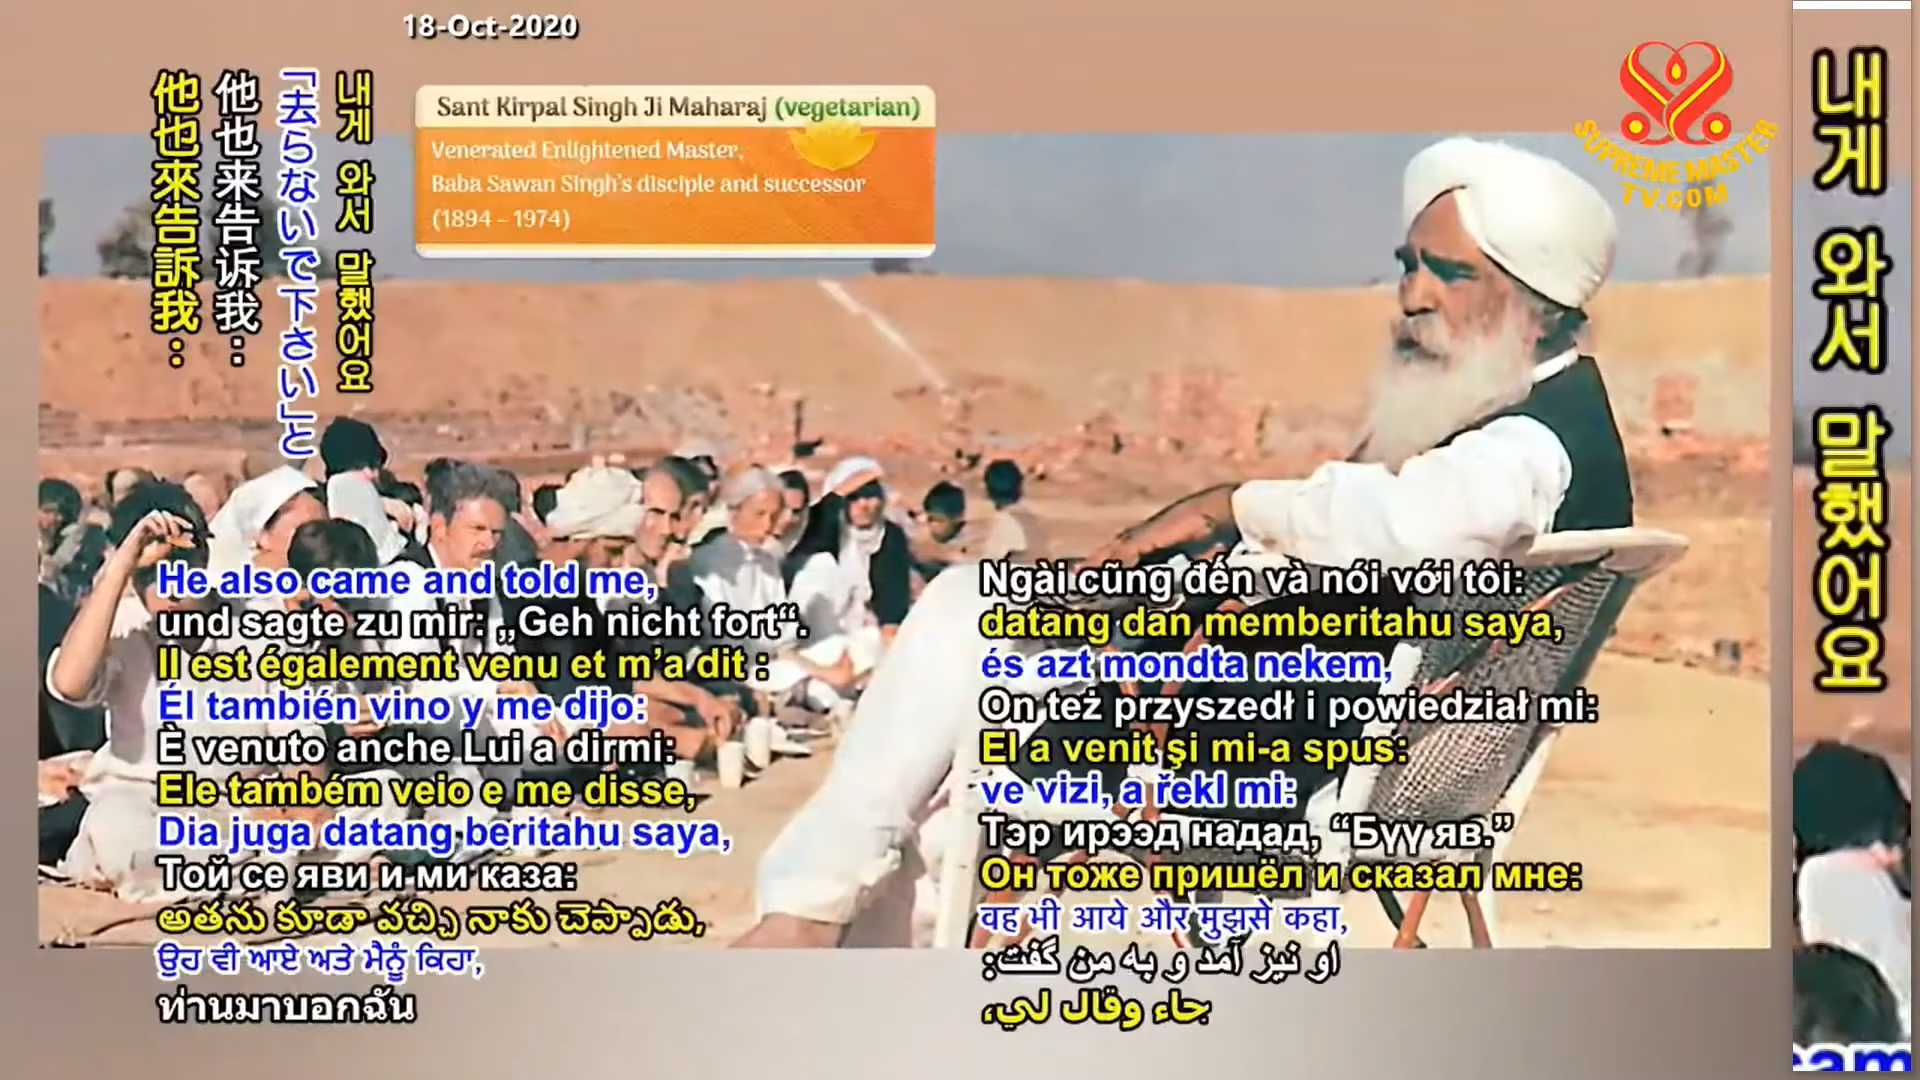 18-Oct-2020
Sant Kirpal Singh Ji Maharaj (vegetarian)
Venerated Enlightened Master,
Baba Sawan Singh's disciple and successor
(1894 – 1974)
SUPREME MASTER
TV.COM
내게 와서 말했어요
「去らないで下さい」と
他也来告诉我：
他也來告訴我：
He also came and told me,
und sagte zu mir: „Geh nicht fort“.
Il est également venu et m’a dit :
Él también vino y me dijo:
È venuto anche Lui a dirmi:
Ele também veio e me disse,
Dia juga datang beritahu saya,
Той се яви и ми каза:
అతను కూడా వచ్చి నాకు చెప్పాడు,
ਉਹ ਵੀ ਆਏ ਅਤੇ ਮੈਨੂੰ ਕਿਹਾ,
ท่านมาบอกฉัน
Ngài cũng đến và nói với tôi:
datang dan memberitahu saya,
és azt mondta nekem,
On też przyszedł i powiedział mi:
El a venit şi mi-a spus:
ve vizi, a řekl mi:
Тэр ирээд надад, “Бүү яв.”
Он тоже пришёл и сказал мне:
वह भी आये और मुझसे कहा,
او نیز آمد و به من گفت:
جاء وقال لي،
내게 와서 말했어요
cam